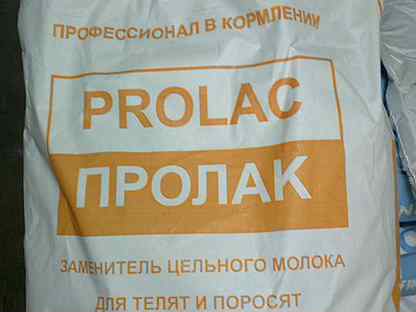 ПРОФЕССИОНАЛ В КОРМЛЕНИИ
PROLAC
ПРОЛАК
ЗАМЕНИТЕЛЬ ЦЕЛЬНОГО МОЛОКА
ДЛЯ ТЕЛЯТ И ПОРОСЯТ